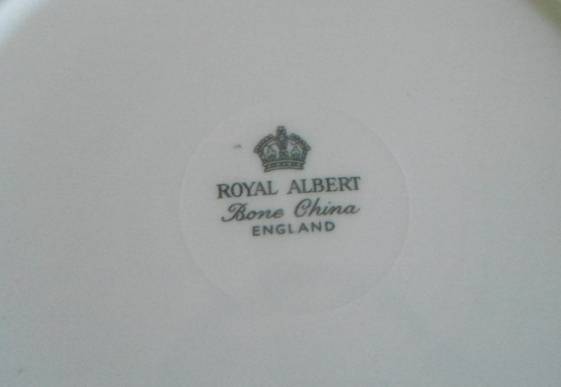 ROYAL ALBERT
Bone China
ENGLAND